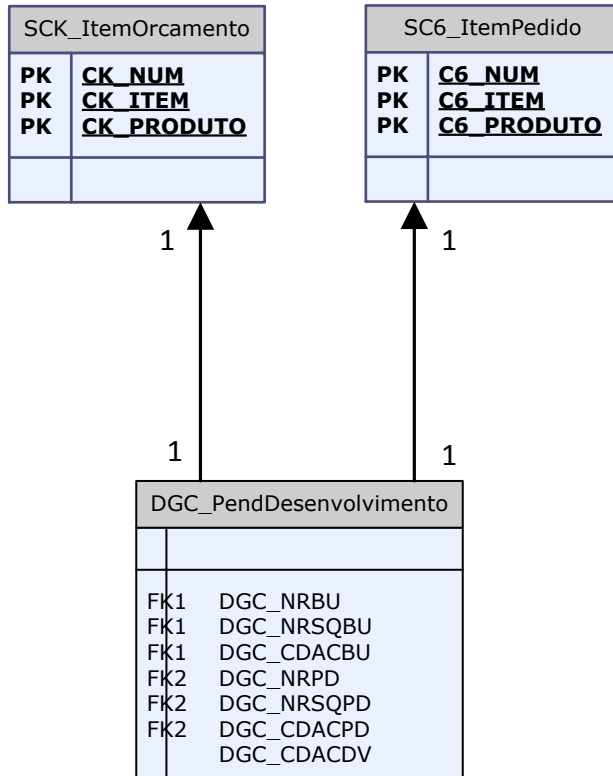 SCK_ItemOrcamento
PK CK_NUM
PK CK_ITEM
PK CK_PRODUTO
SC6_ItemPedido
PK C6_NUM
PK C6_ITEM
PK C6_PRODUTO
1
1
1
1
DGC_PendDesenvolvimento
FK1 DGC_NRBU
FK1 DGC_NRSQBU
FK1 DGC_CDACBU
FK2 DGC_NRPD
FK2 DGC_NRSQPD
FK2 DGC_CDACPD
DGC_CDACDV